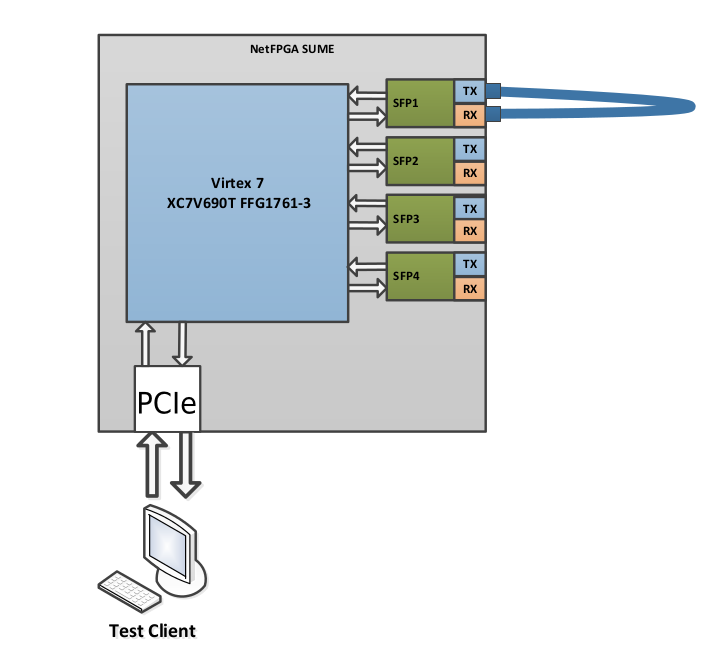 NetFPGA SUME
Virtex 7
XC7V690T FFG1761-3
SFP1
TX
RX
SFP2
TX
RX
SFP3
TX
RX
SFP4
TX
RX
PCIe
Test Client